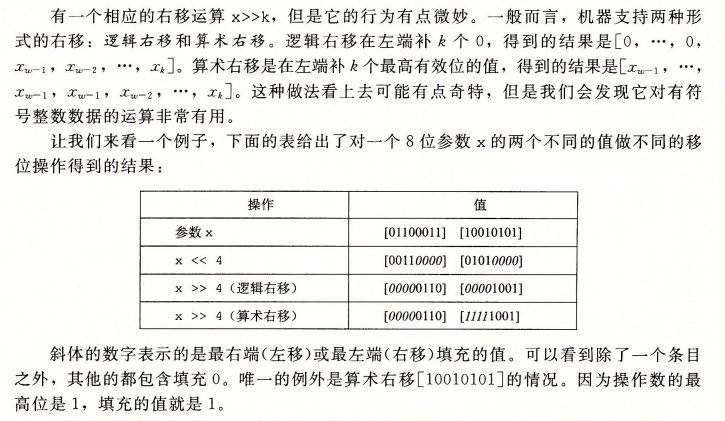 有一个相应的右移运算 x>>k，但是它的行为有点微妙。一般而言，机器支持两种形
式的右移：逻辑右移和算术右移。逻辑右移在左端补 k 个 0，得到的结果是[0，…，0，
xw−1，xw−2，…，xk]。算术右移是在左端补 k 个最高有效位的值，得到的结果是[xw−1，…，
xw−1，xw−1，xw−2，…，xk]。这种做法看上去可能有点奇特，但是我们会发现它对有符
号整数数据的运算非常有用。
让我们来看一个例子，下面的表给出了对一个 8 位参数 x 的两个不同的值做不同的移
位操作得到的结果：
操作 值
参数 x [01100011] [10010101]
x << 4 [00110000] [01010000]
x >> 4（逻辑右移） [00000110] [00001001]
x >> 4（算术右移） [00000110] [11111001]
斜体的数字表示的是最右端(左移)或最左端(右移)填充的值。可以看到除了一个条目
之外，其他的都包含填充 0。唯一的例外是算术右移[10010101]的情况。因为操作数的最
高位是 1，填充的值就是 1。